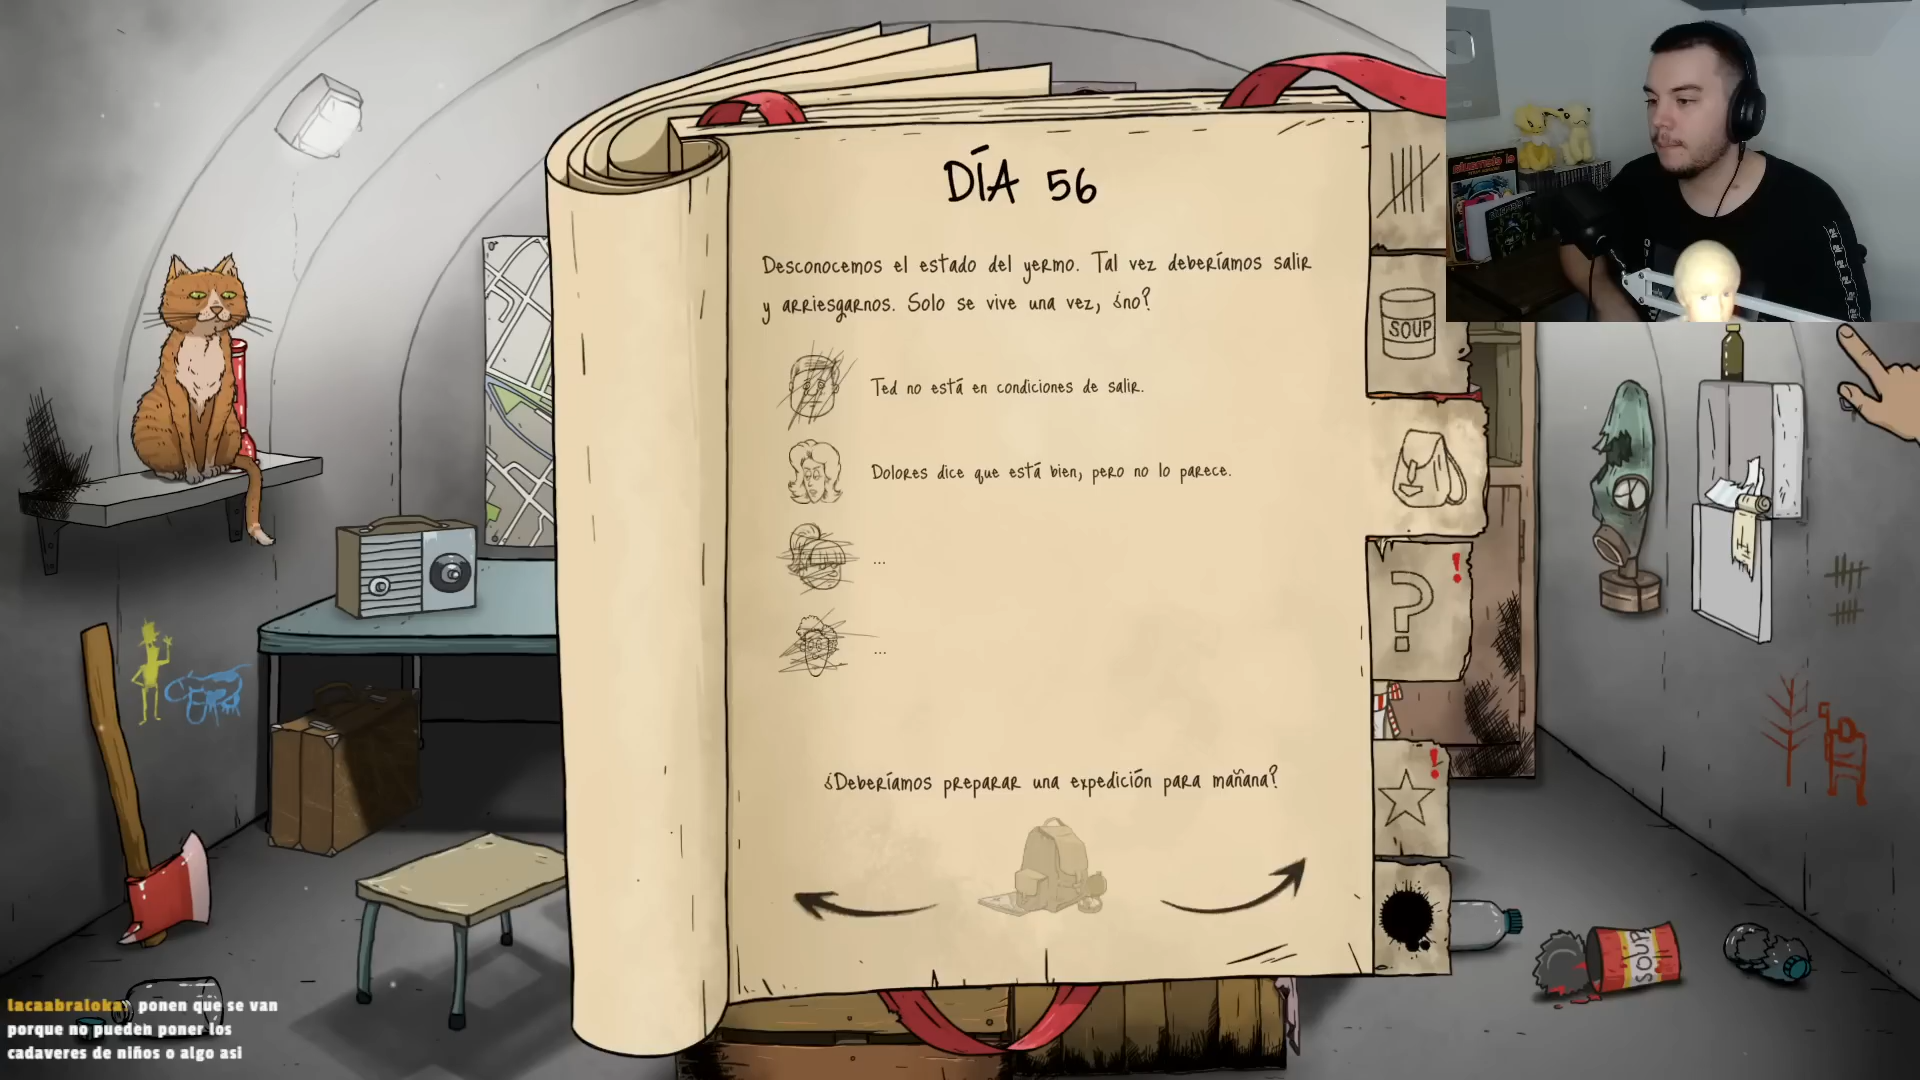 DÍA 56
Desconocemos el estado del yermo. Tal vez deberíamos salir
y arriesgarnos. Solo se vive una vez, ¿no?
Ted no está en condiciones de salir.
Dolores dice que está bien, pero no lo parece.
...
...
¿Deberíamos preparar una expedición para mañana?
SOUP
?
!
!
SOUP
lacaabraloka: ponen que se van
porque no pueden poner los
cadaveres de niños o algo asi